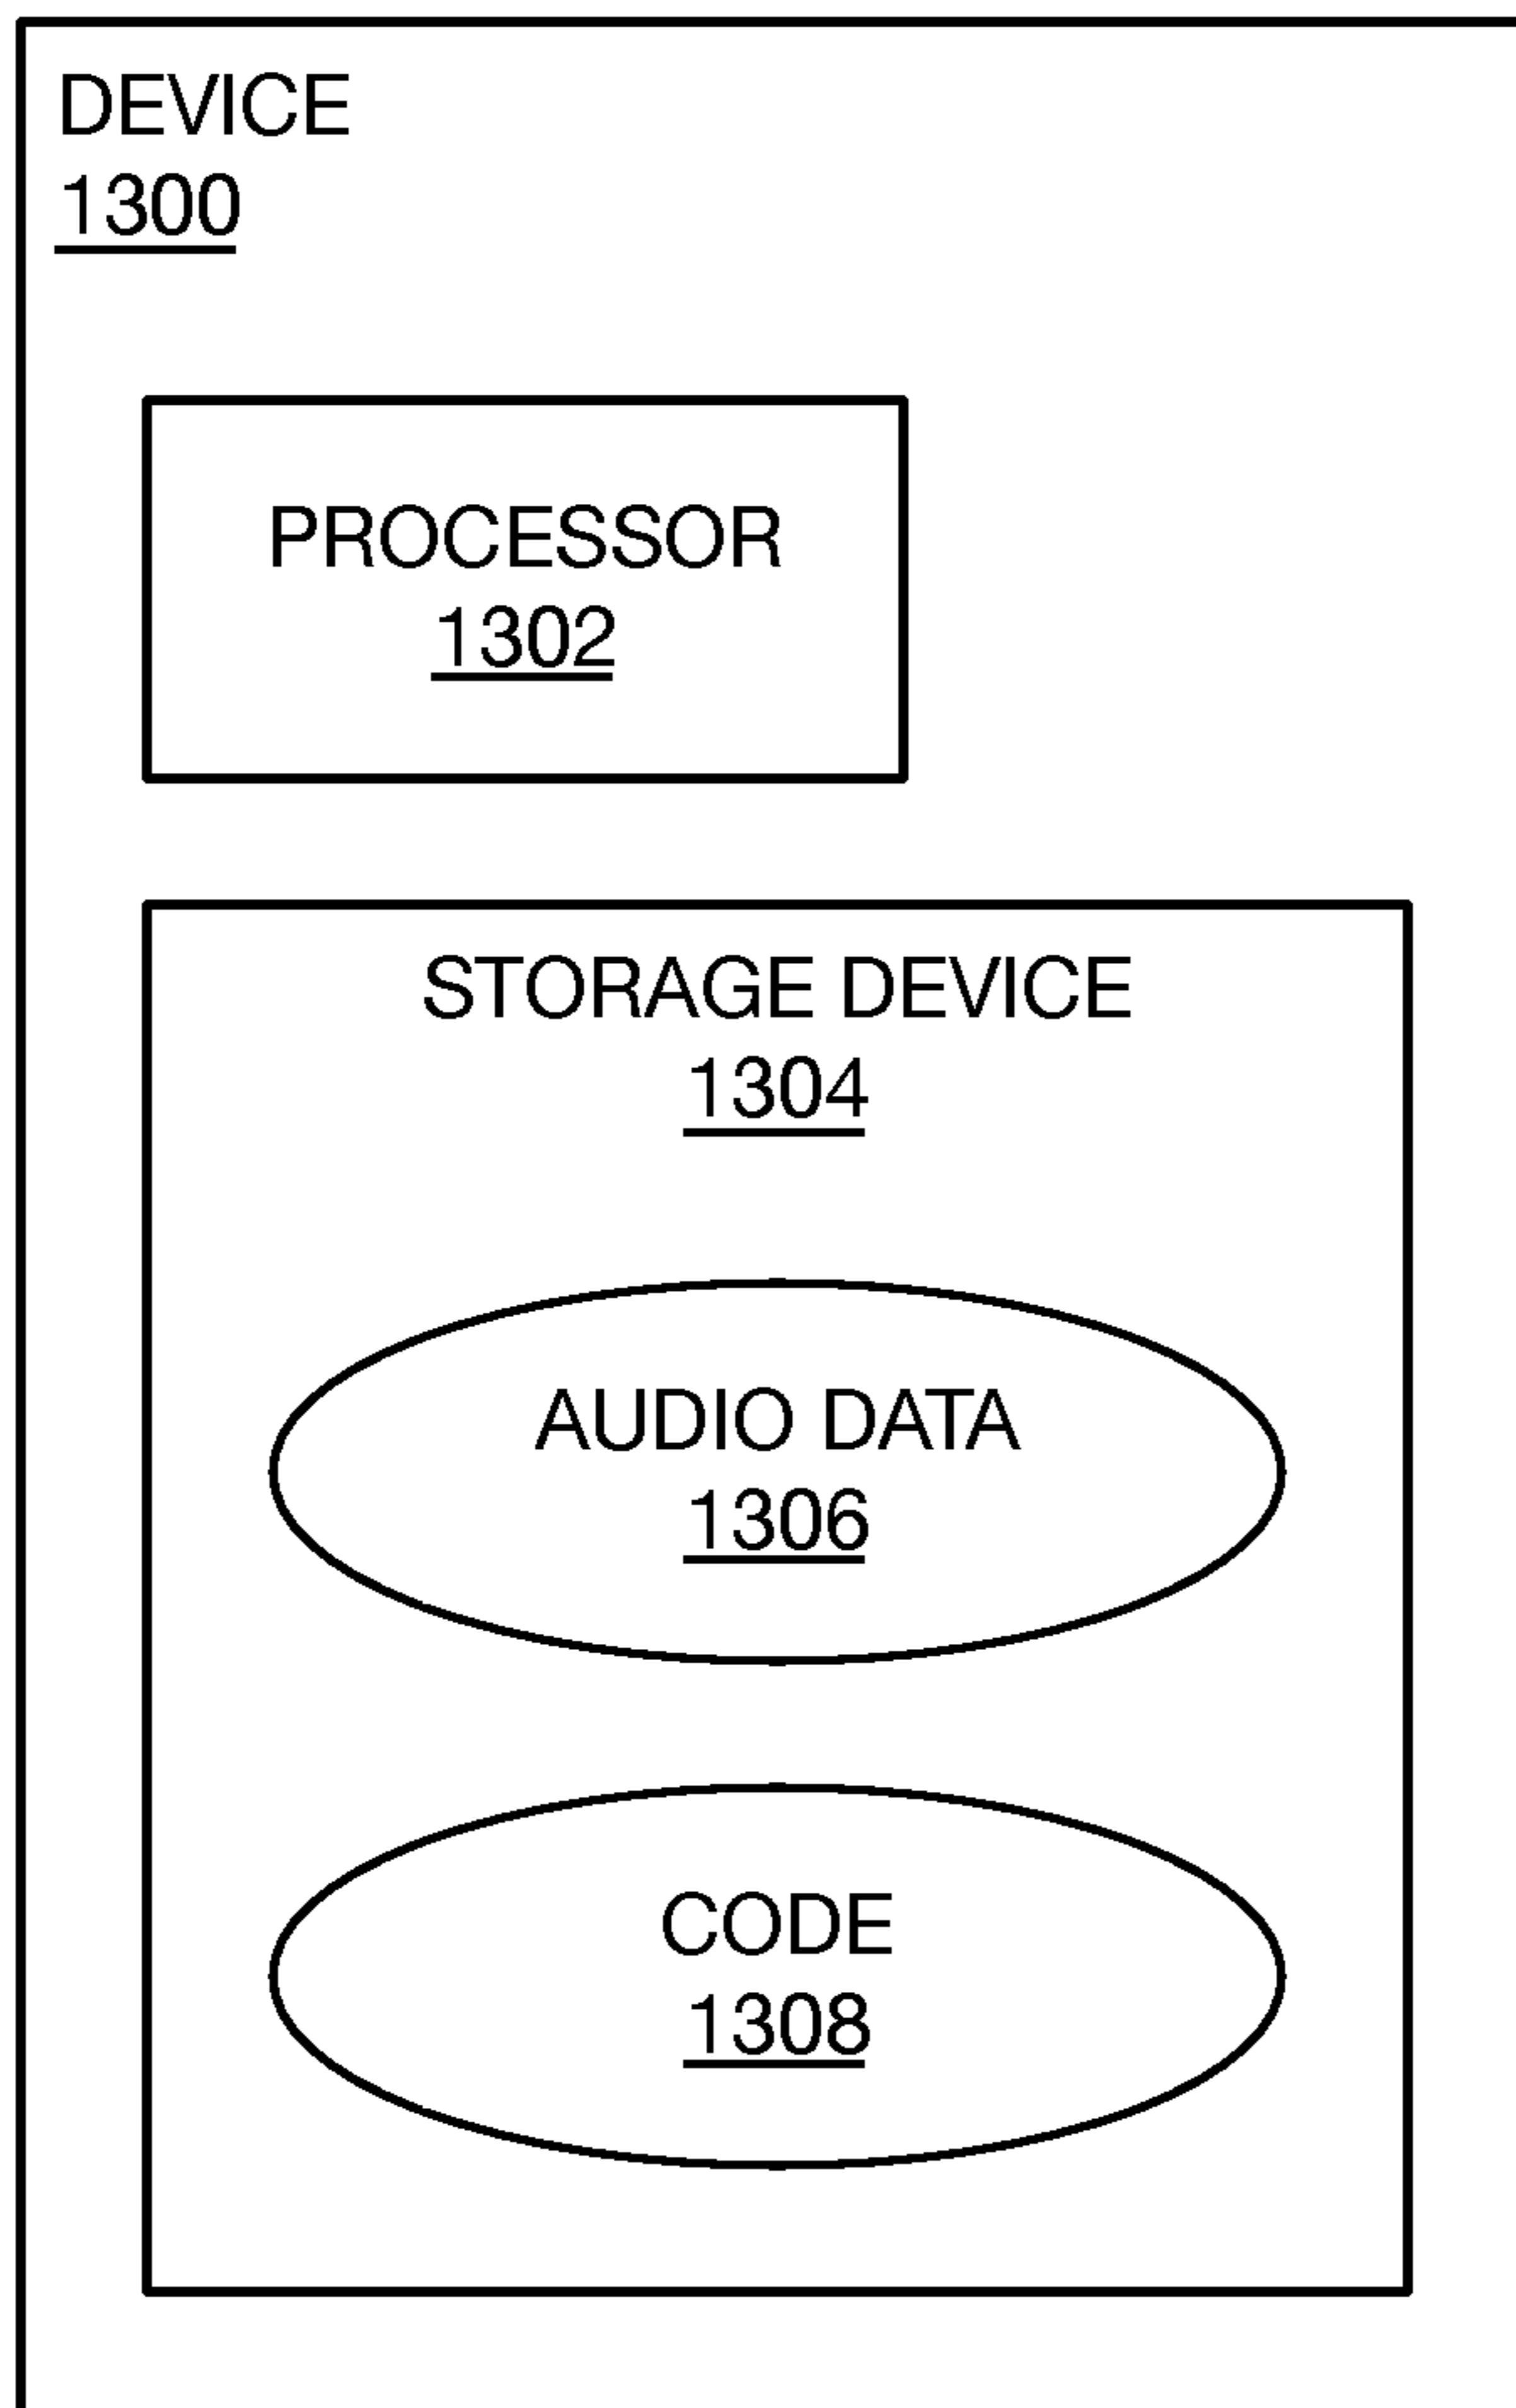 DEVICE
1300
PROCESSOR
1302
STORAGE DEVICE
1304
AUDIO DATA
1306
CODE
1308